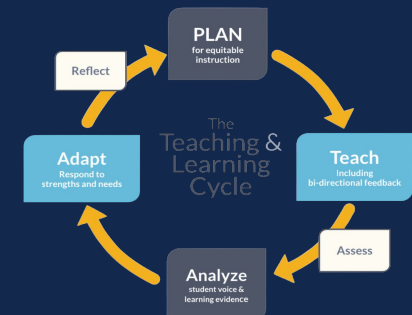 PLAN
for equitable
instruction
Reflect
The
Teaching &
Learning
Cycle
Adapt
Respond to
strengths and needs
Teach
including
bi-directional feedback
Assess
Analyze
student voice &
learning evidence